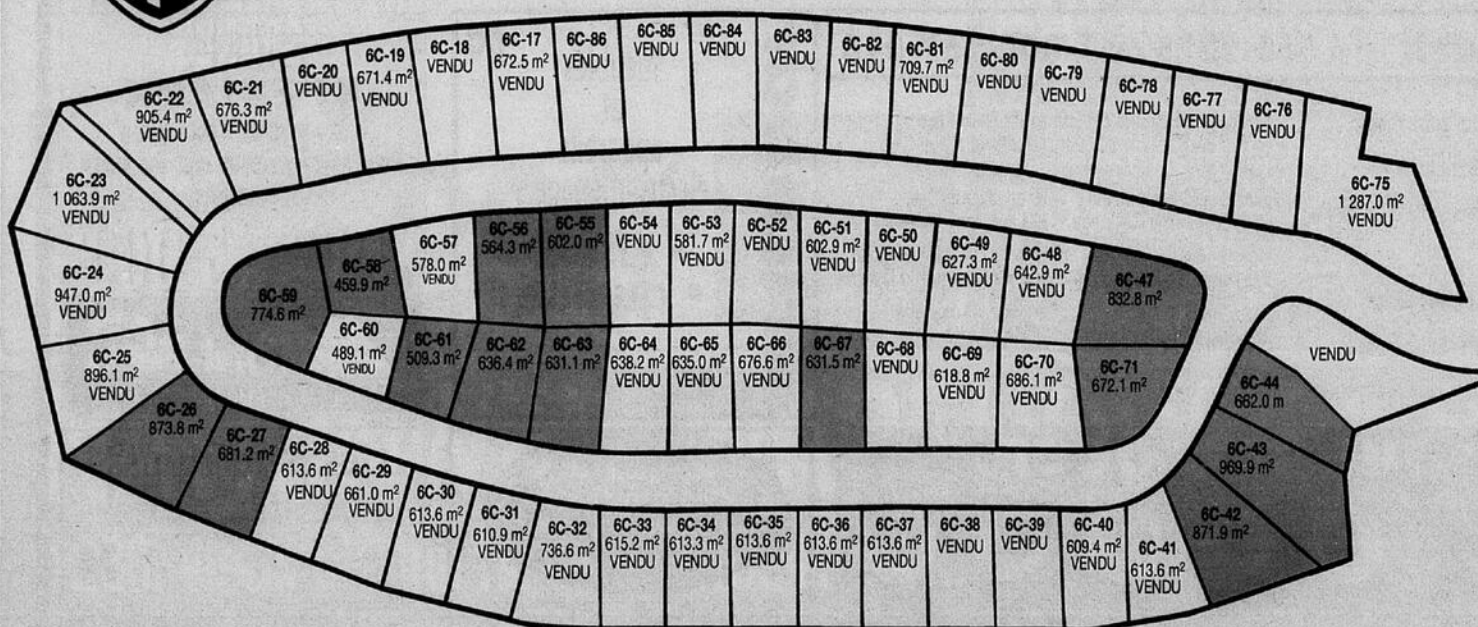 6C-22
905.4 m²
VENDU
6C-21
676.3 m²
VENDU
6C-20
VENDU
6C-19
671.4 m²
VENDU
6C-18
VENDU
6C-17
672.5 m²
VENDU
6C-86
VENDU
6C-85
VENDU
6C-84
VENDU
6C-83
VENDU
6C-82
VENDU
6C-81
709.7 m²
VENDU
6C-80
VENDU
6C-79
VENDU
6C-78
VENDU
6C-77
VENDU
6C-76
VENDU
6C-75
1 287.0 m²
VENDU
6C-23
1 063.9 m²
VENDU
6C-24
947.0 m²
VENDU
6C-25
896.1 m²
VENDU
6C-59
774.6 m²
6C-58
459.9 m²
6C-57
578.0 m²
VENDU
6C-56
564.3 m²
6C-55
602.0 m²
6C-54
VENDU
6C-53
581.7 m²
VENDU
6C-52
VENDU
6C-51
602.9 m²
VENDU
6C-50
VENDU
6C-49
627.3 m²
VENDU
6C-48
642.9 m²
VENDU
6C-47
832.8 m²
6C-60
489.1 m²
VENDU
6C-61
509.3 m²
6C-62
636.4 m²
6C-63
631.1 m²
6C-64
638.2 m²
VENDU
6C-65
635.0 m²
VENDU
6C-66
676.6 m²
VENDU
6C-67
631.5 m²
6C-68
VENDU
6C-69
618.8 m²
VENDU
6C-70
686.1 m²
VENDU
6C-71
672.1 m²
VENDU
6C-44
662.0 m
6C-43
969.9 m²
6C-42
871.9 m²
6C-26
873.8 m²
6C-27
681.2 m²
6C-28
613.6 m²
VENDU
6C-29
661.0 m²
VENDU
6C-30
613.6 m²
VENDU
6C-31
610.9 m²
VENDU
6C-32
736.6 m²
VENDU
6C-33
615.2 m²
VENDU
6C-34
613.3 m²
VENDU
6C-35
613.6 m²
VENDU
6C-36
613.6 m²
VENDU
6C-37
613.6 m²
VENDU
6C-38
VENDU
6C-39
VENDU
6C-40
609.4 m²
VENDU
6C-41
613.6 m²
VENDU